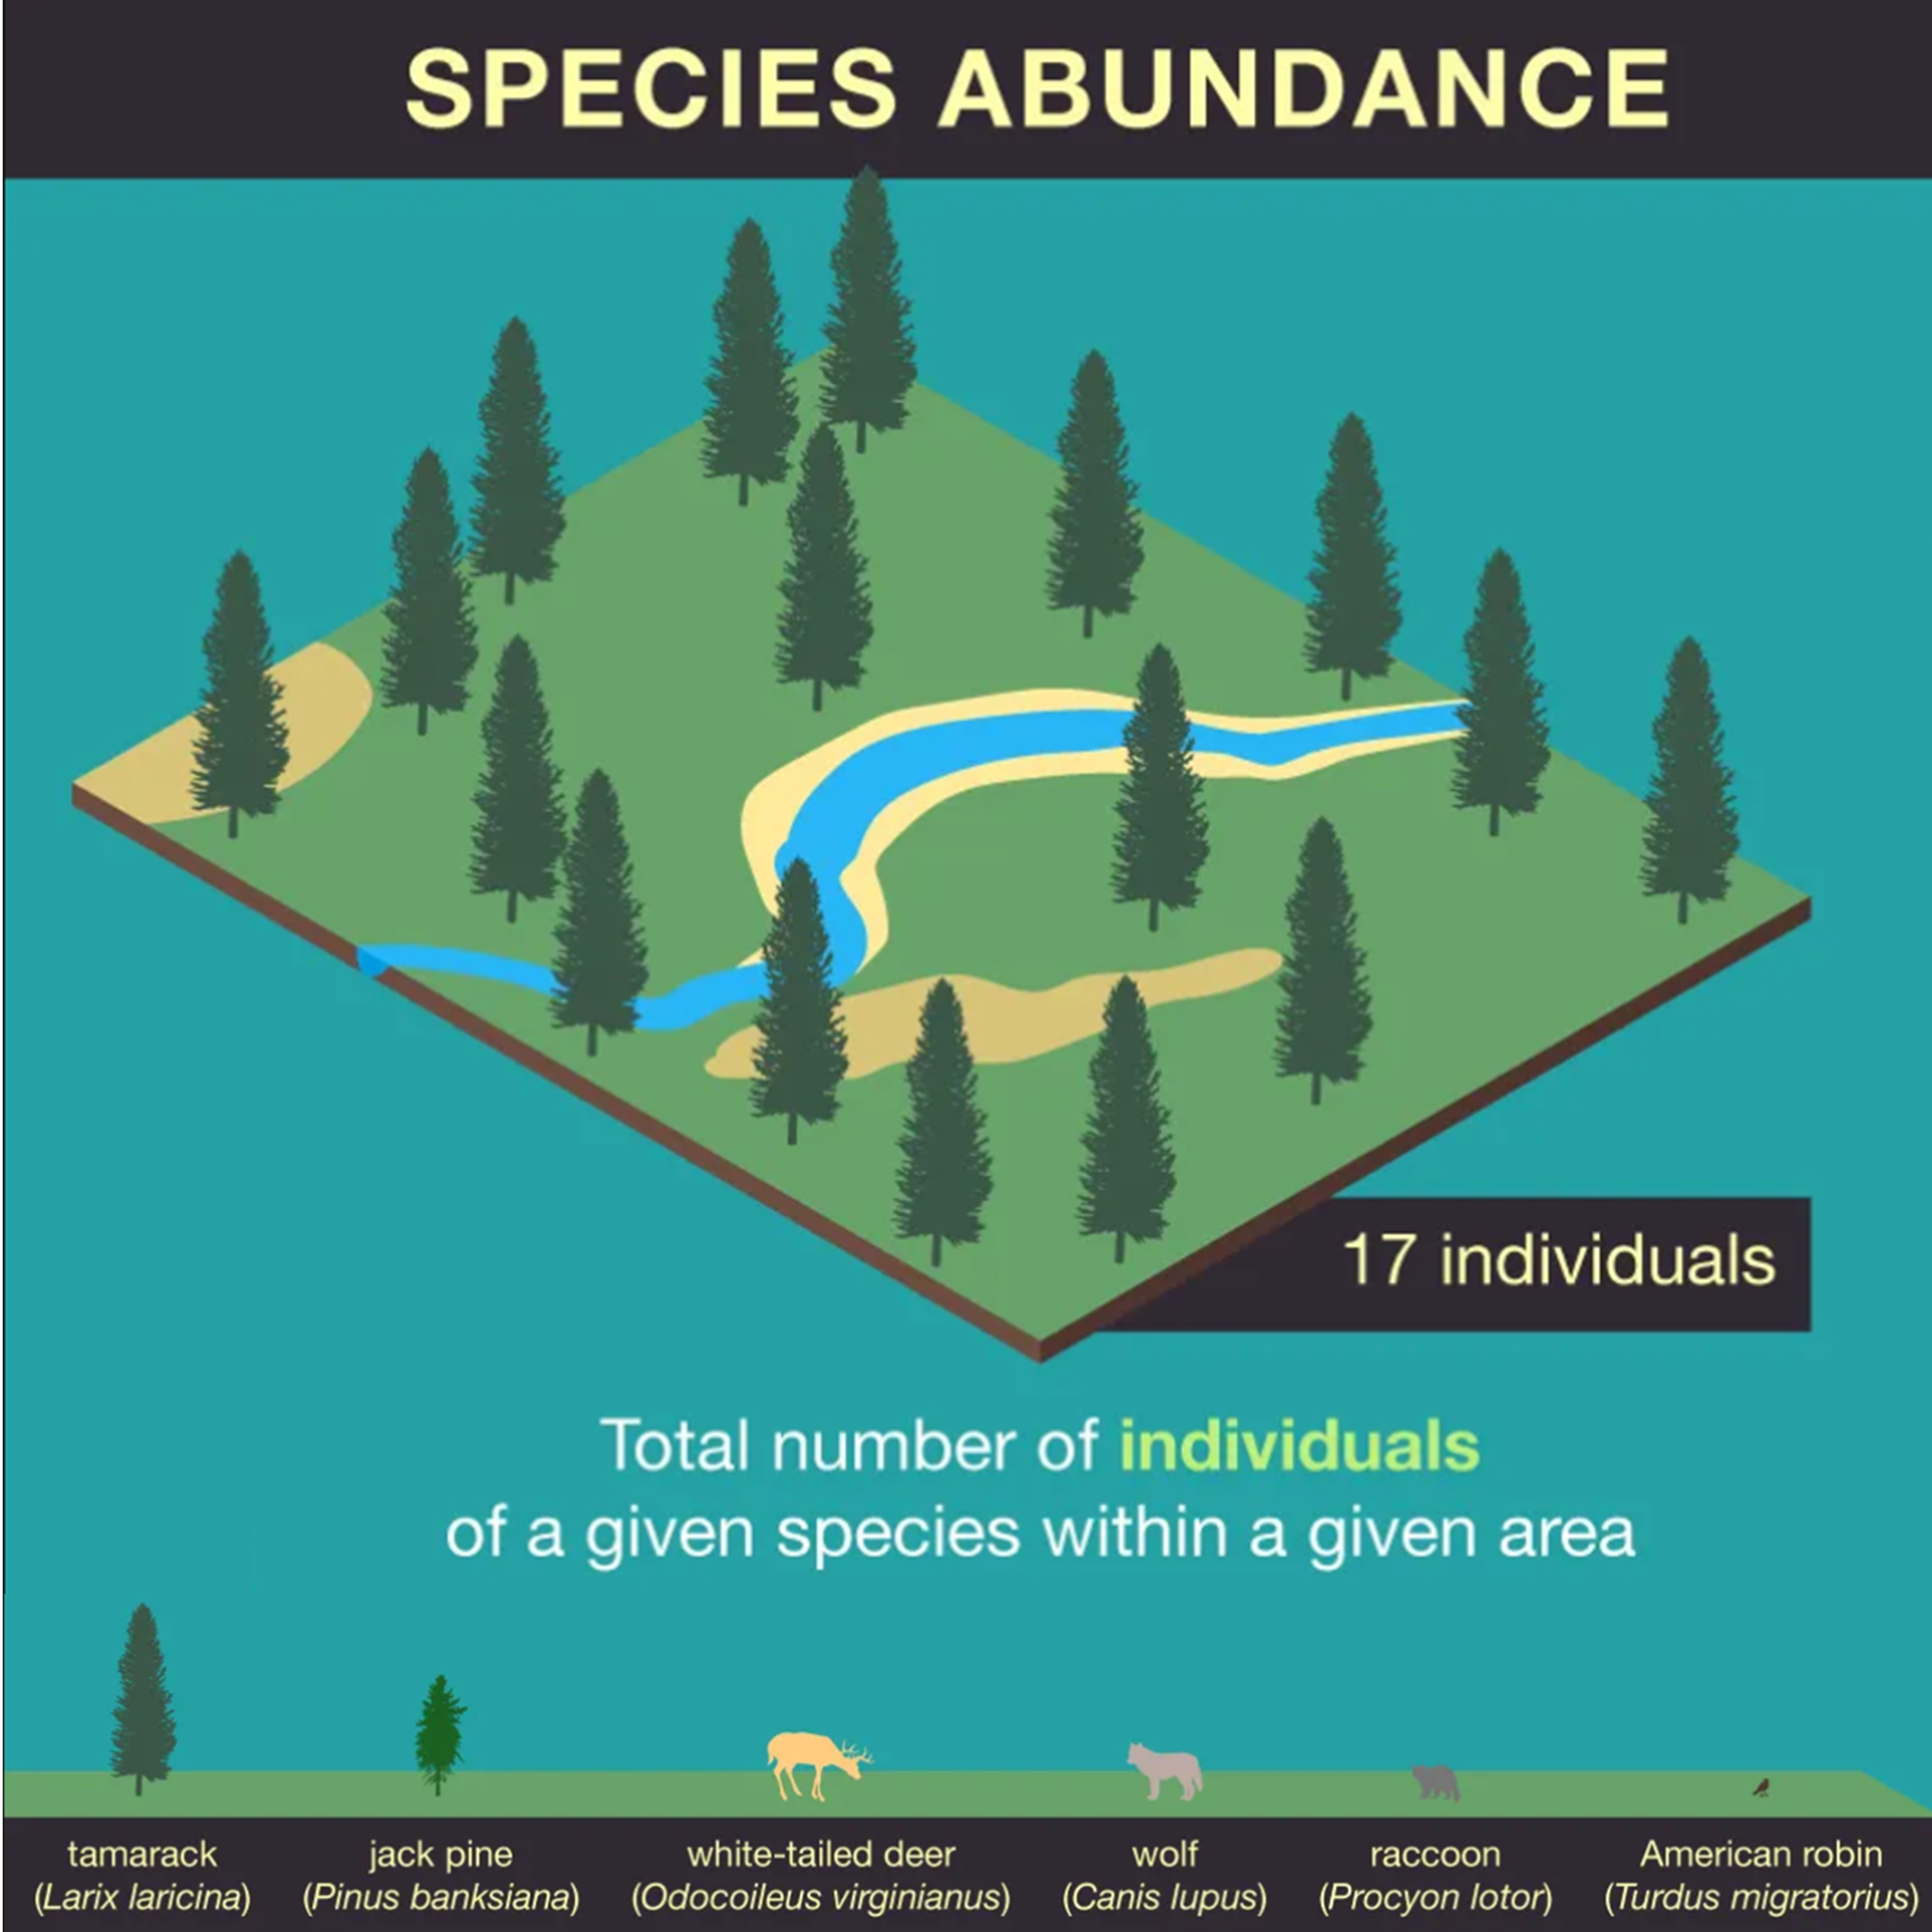 SPECIES ABUNDANCE
17 individuals
Total number of individuals
of a given species within a given area
tamarack
(Larix laricina)
jack pine
(Pinus banksiana)
white-tailed deer
(Odocoileus virginianus)
wolf
(Canis lupus)
raccoon
(Procyon lotor)
American robin
(Turdus migratorius)